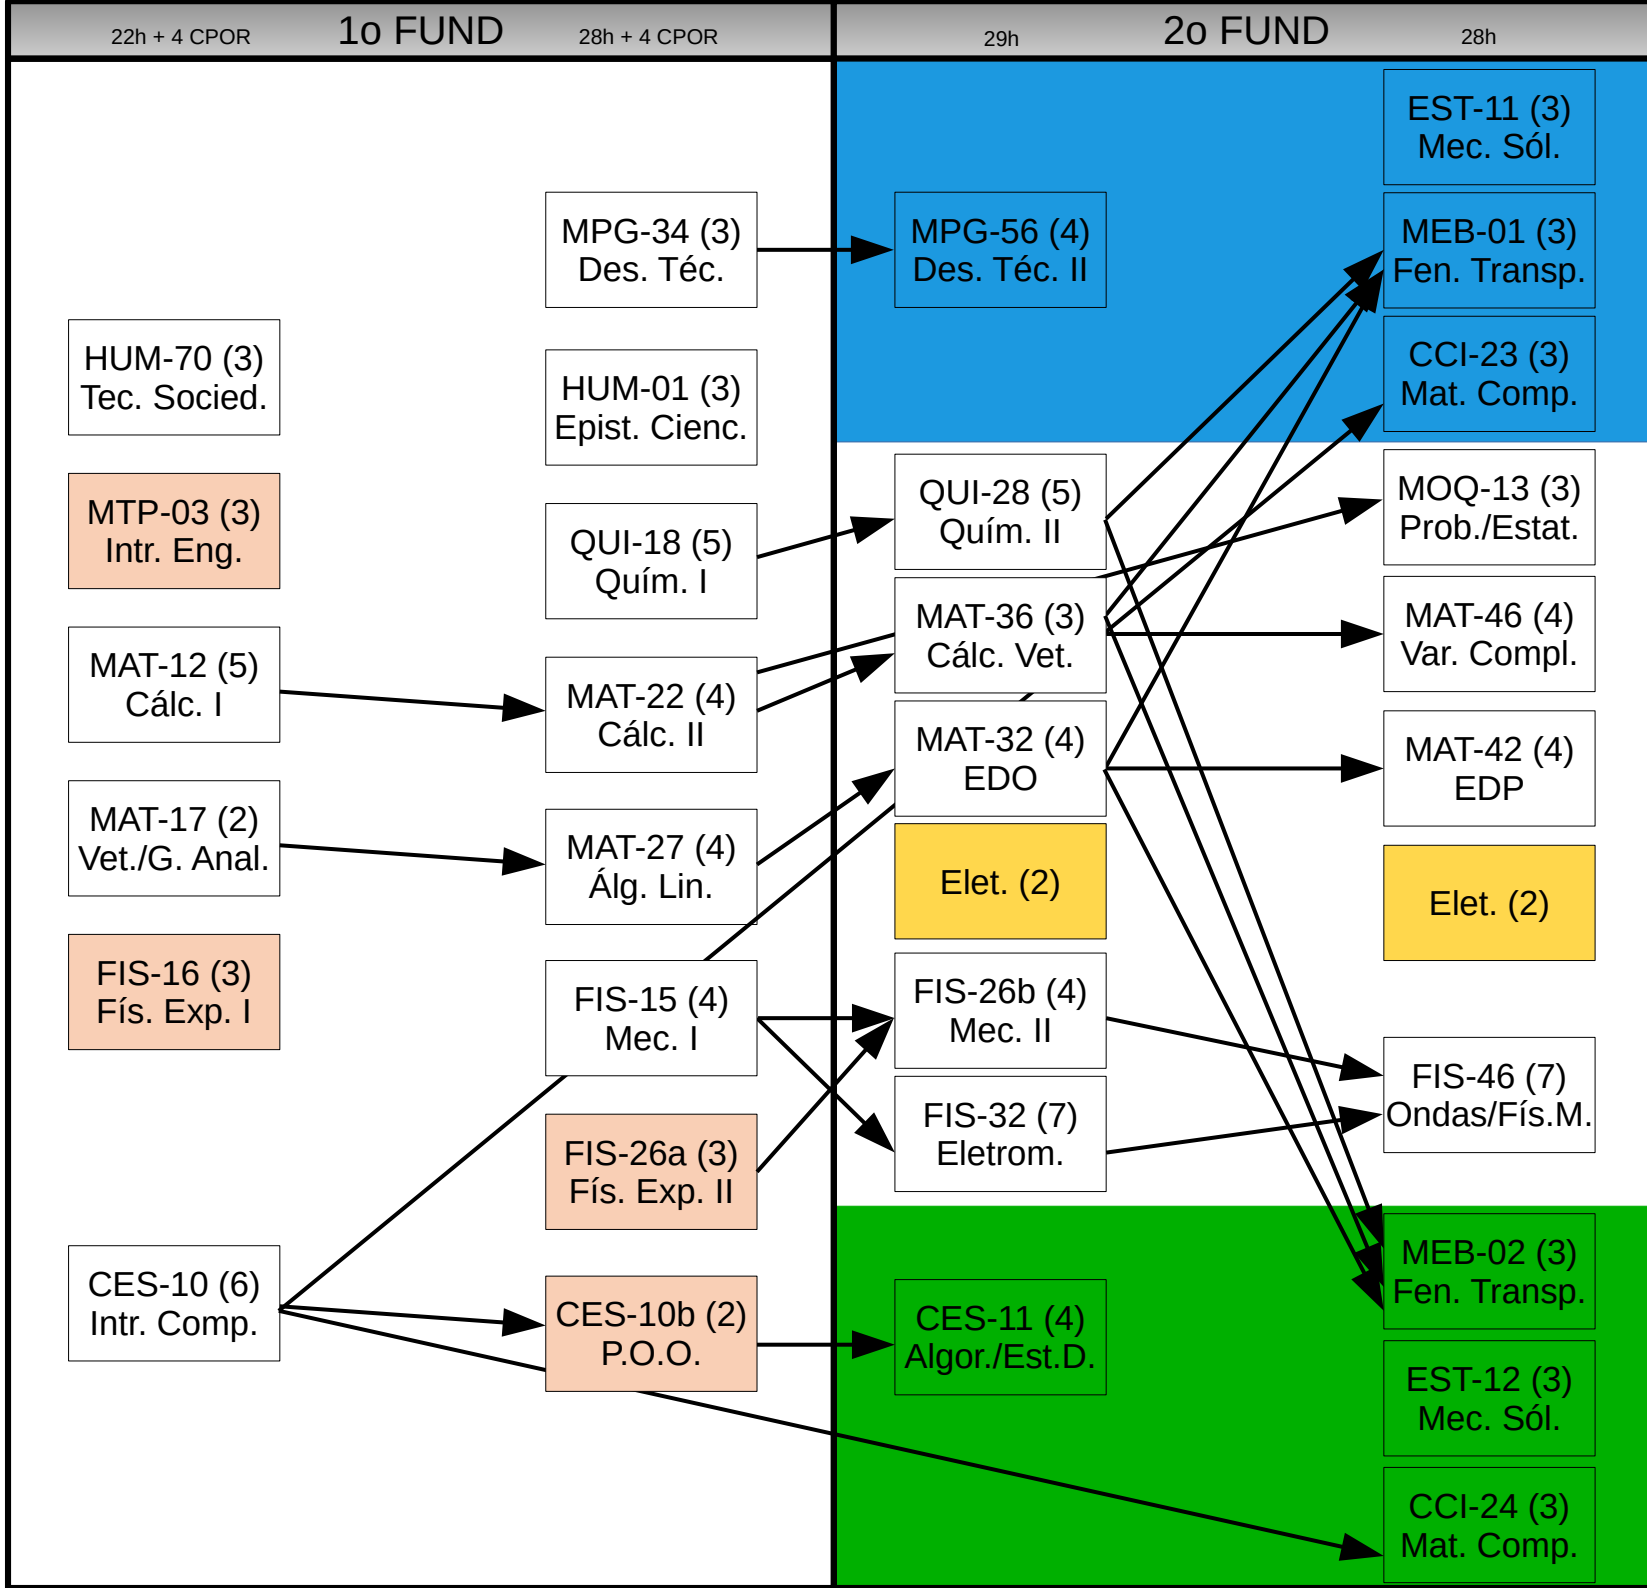 22h + 4 CPOR
1o FUND
28h + 4 CPOR
29h
2o FUND
28h
HUM-70 (3)
Tec. Socied.
MTP-03 (3)
Intr. Eng.
MAT-12 (5)
Cálc. I
MAT-17 (2)
Vet./G. Anal.
FIS-16 (3)
Fís. Exp. I
CES-10 (6)
Intr. Comp.
MPG-34 (3)
Des. Téc.
HUM-01 (3)
Epist. Cienc.
QUI-18 (5)
Quím. I
MAT-22 (4)
Cálc. II
MAT-27 (4)
Álg. Lin.
FIS-15 (4)
Mec. I
FIS-26a (3)
Fís. Exp. II
CES-10b (2)
P.O.O.
MPG-56 (4)
Des. Téc. II
QUI-28 (5)
Quím. II
MAT-36 (3)
Cálc. Vet.
MAT-32 (4)
EDO
Elet. (2)
FIS-26b (4)
Mec. II
FIS-32 (7)
Eletrom.
CES-11 (4)
Algor./Est.D.
EST-11 (3)
Mec. Sól.
MEB-01 (3)
Fen. Transp.
CCI-23 (3)
Mat. Comp.
MOQ-13 (3)
Prob./Estat.
MAT-46 (4)
Var. Compl.
MAT-42 (4)
EDP
Elet. (2)
FIS-46 (7)
Ondas/Fís.M.
MEB-02 (3)
Fen. Transp.
EST-12 (3)
Mec. Sól.
CCI-24 (3)
Mat. Comp.